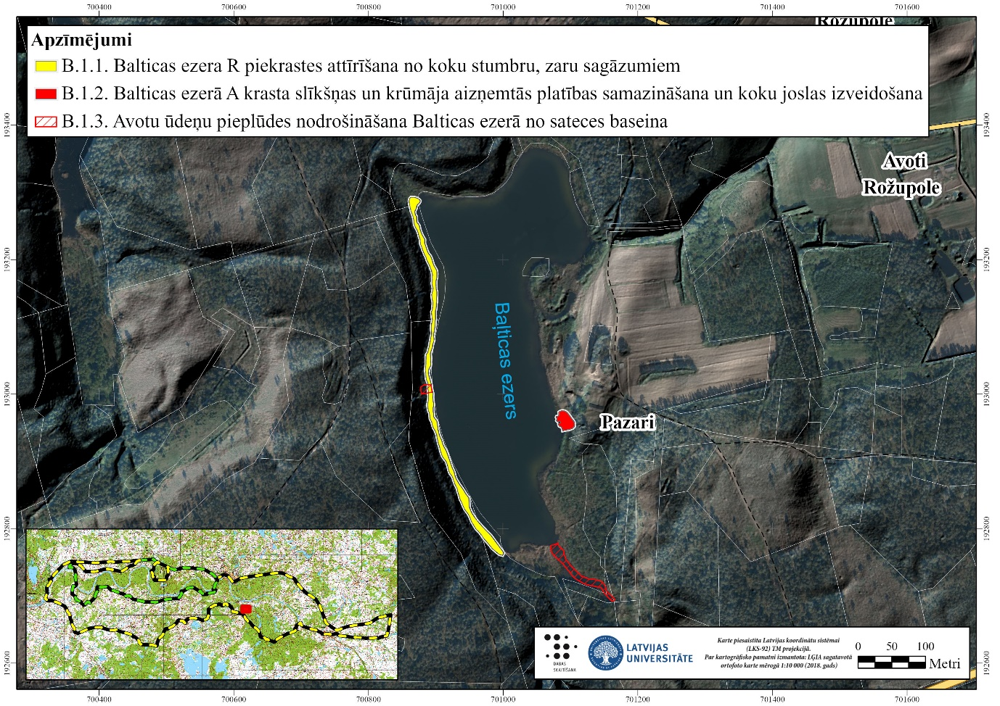 700400 700600 700800 701000 701200 701400 701600
Rožupole
Apzīmējumi
B.1.1. Balticas ezera R piekrastes attīrīšana no koku stumbru, zaru sagāzumiem
B.1.2. Balticas ezerā A krasta slīkšņas un krūmāja aizņemtās platības samazināšana un koku joslas izveidošana
B.1.3. Avotu ūdeņu pieplūdes nodrošināšana Balticas ezerā no sateces baseina
193400 193400
Avoti
Rožupole
193200 193200
Baļticas ezers
193000 193000
Pazari
192800 192800
192600 192600
DABAS
SKAITĪŠANA
LATVIJAS
UNIVERSITĀTE
Karte piesaistīta Latvijas koordinātu sistēmai
(LKS-92) TM projekcijā.
Par kartogrāfisko pamatni izmantota: LĢIA sagatavotā
ortofoto karte mērogā 1:10 000 (2018. gads)
0 50 100
Metri
700400 700600 700800 701000 701200 701400 701600